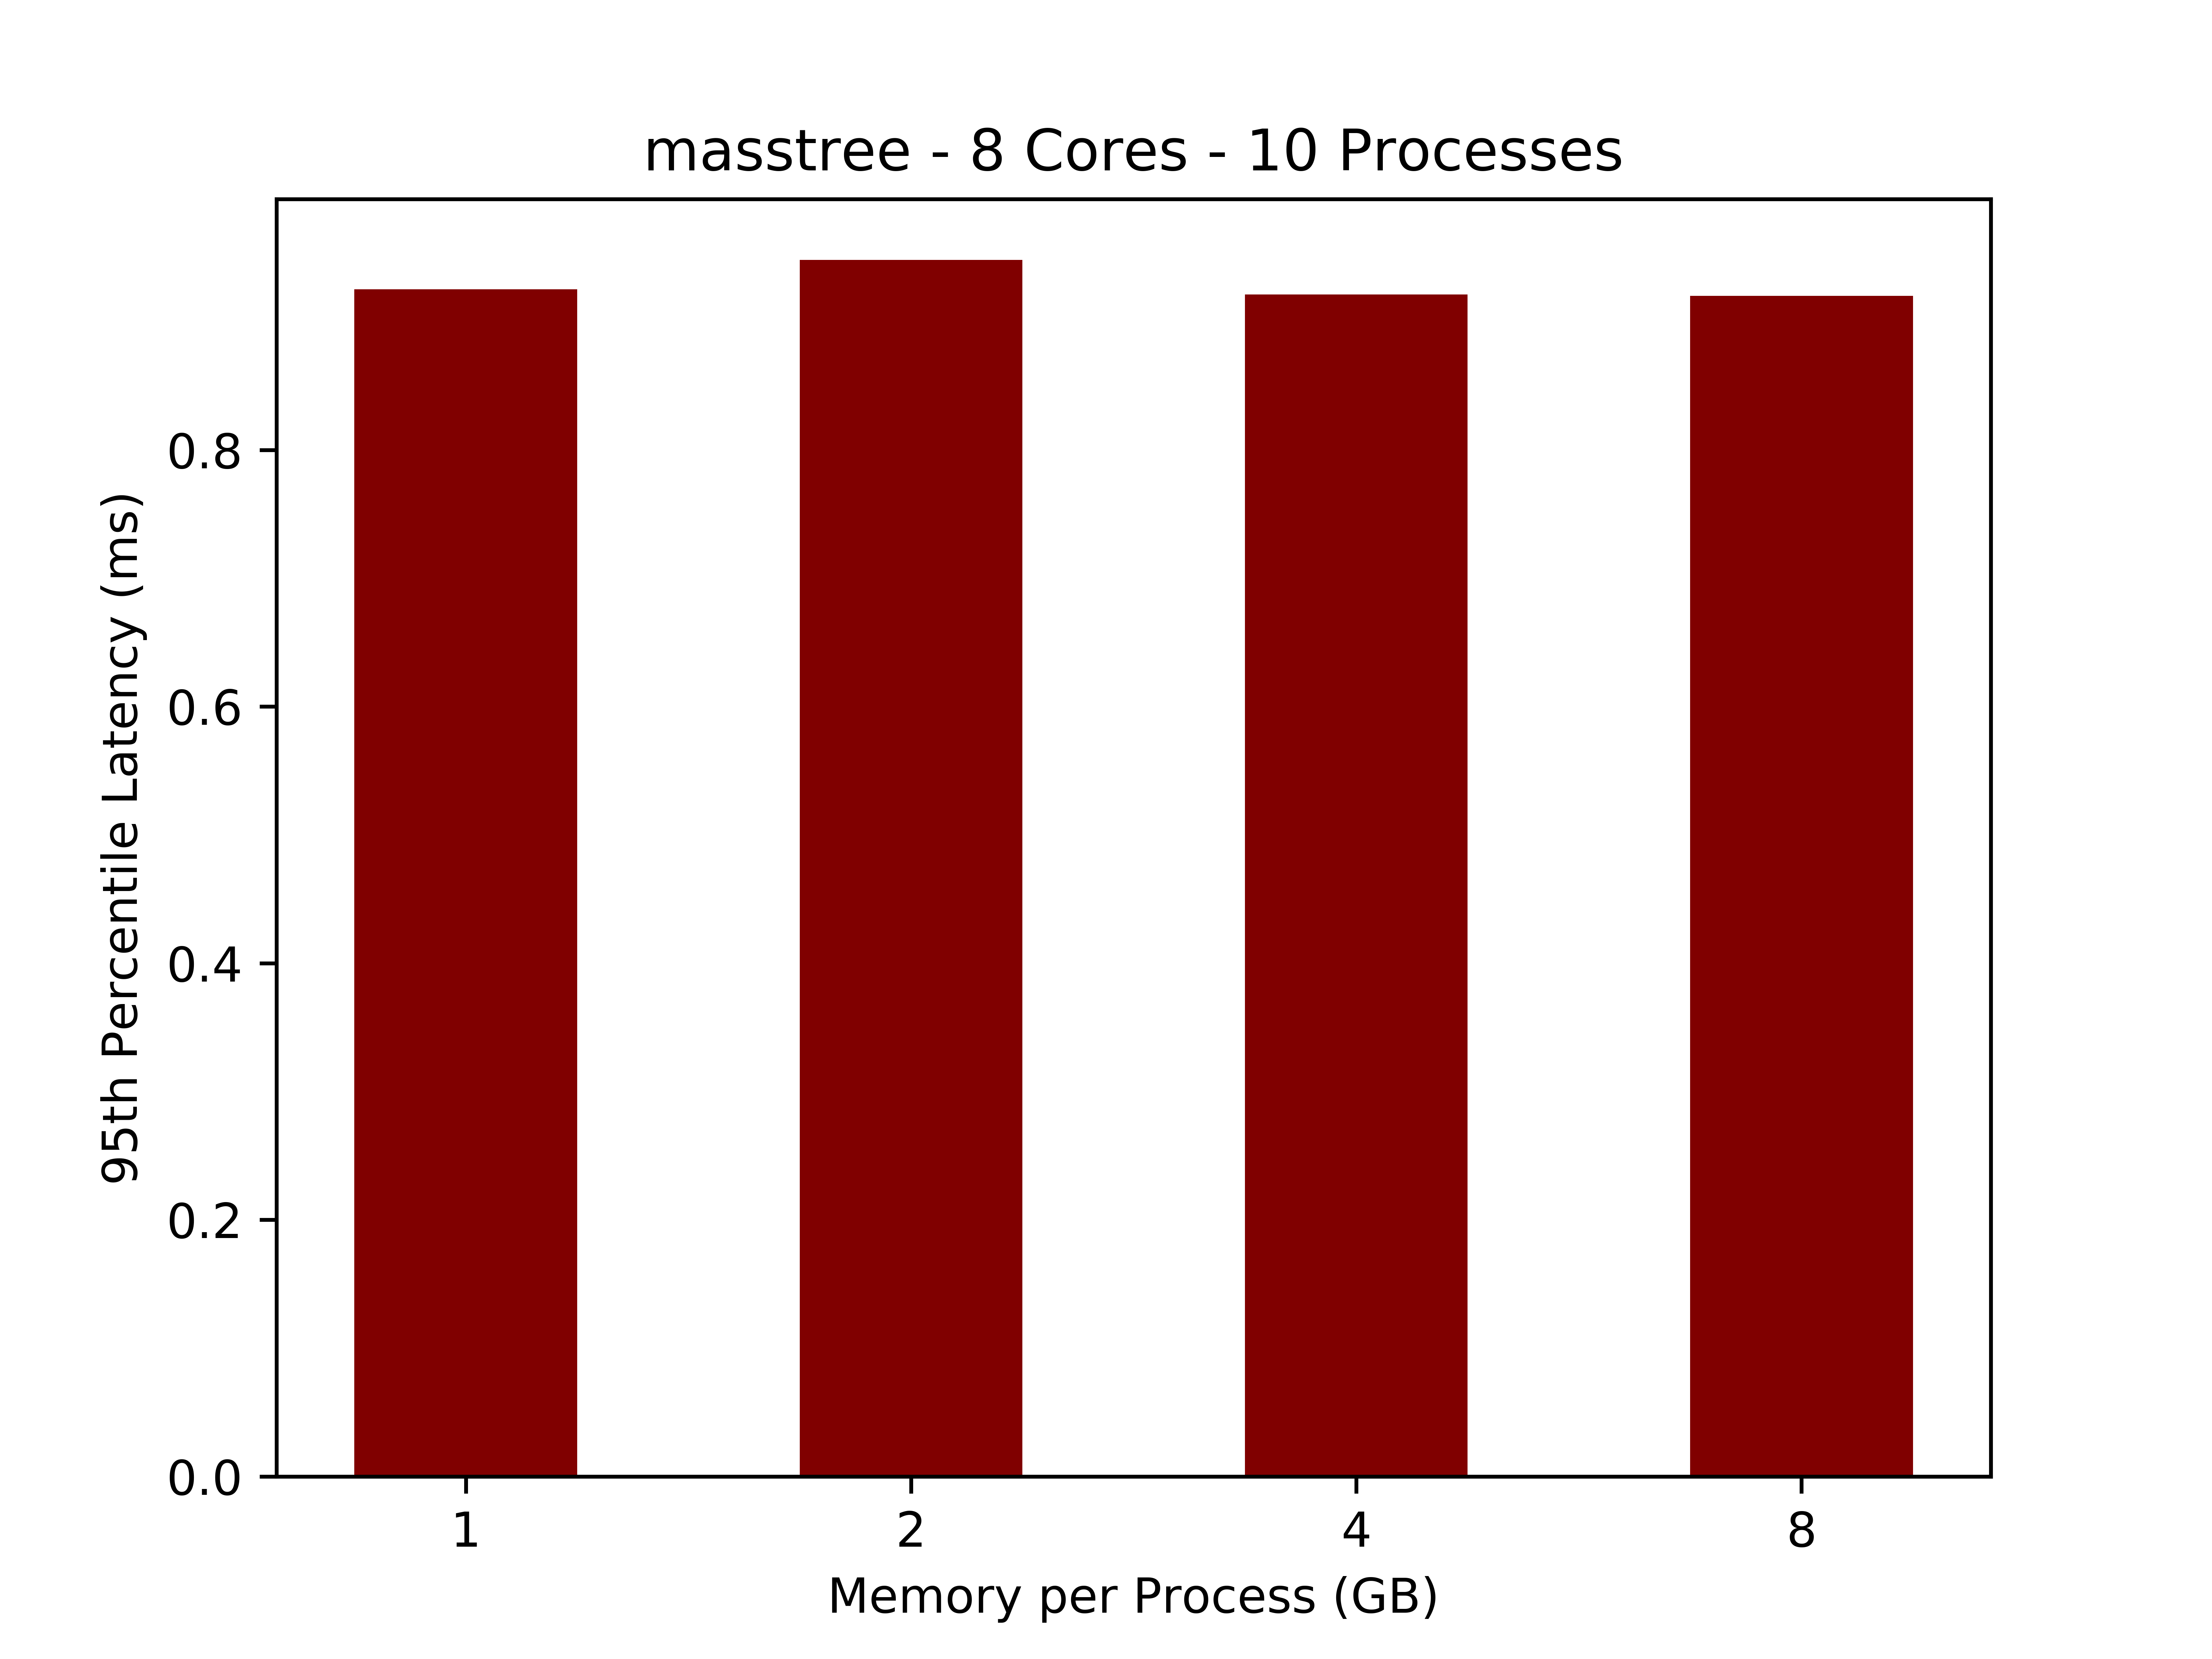 masstree - 8 Cores - 10 Processes
95th Percentile Latency (ms)
0.8
0.6
0.4
0.2
0.0
1 2 4 8
Memory per Process (GB)